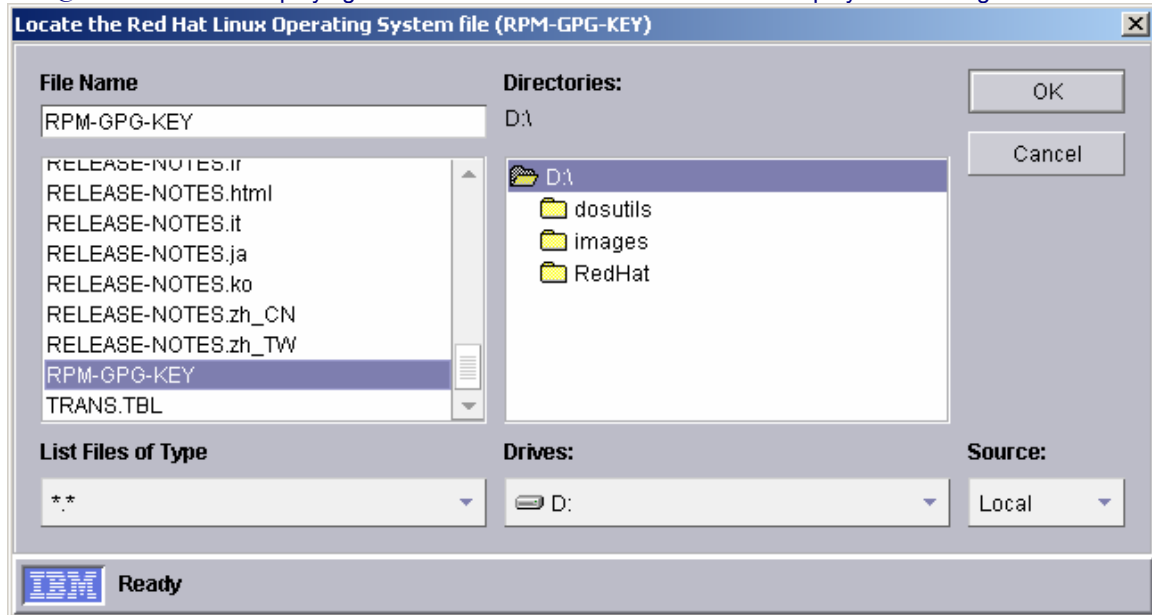 Locate the Red Hat Linux Operating System file (RPM-GPG-KEY)
File Name
RPM-GPG-KEY
RELEASE-NOTES.html
RELEASE-NOTES.it
RELEASE-NOTES.ja
RELEASE-NOTES.ko
RELEASE-NOTES.zh_CN
RELEASE-NOTES.zh_TW
RPM-GPG-KEY
TRANS.TBL
List Files of Type
*.*
Directories:
D:\
D:\
dosutils
images
RedHat
Drives:
D:
OK
Cancel
Source:
Local
IBM
Ready